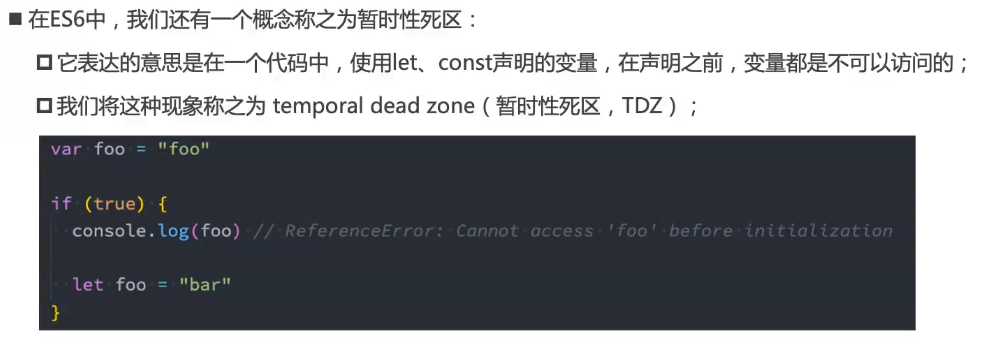 ■ 在ES6中，我们还有一个概念称之为暂时性死区：
它表达的意思是在一个代码中，使用let、const声明的变量，在声明之前，变量都是不可以访问的；
我们将这种现象称之为 temporal dead zone（暂时性死区，TDZ）；
var foo = "foo"
if (true) {
console.log(foo) // ReferenceError: Cannot access 'foo' before initialization
let foo = "bar"
}